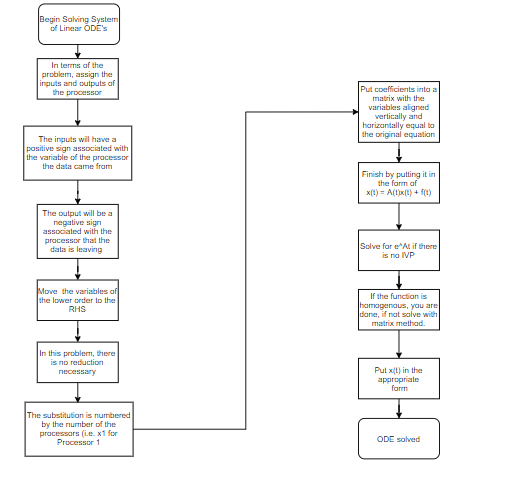 Begin Solving System
of Linear ODE's
In terms of the
problem, assign the
inputs and outputs of
the processor
The inputs will have a
positive sign associated with
the variable of the processor
the data came from
The output will be a
negative sign
associated with the
processor that the
data is leaving
Move the variables of
the lower order to the
RHS
In this problem, there
is no reduction
necessary
The substitution is numbered
by the number of the
processors (i.e. x1 for
Processor 1
Put coefficients into a
matrix with the
variables aligned
vertically and
horizontally equal to
the original equation
Finish by putting it in
the form of
x(t) = A(t)x(t) + f(t)
Solve for e^At if there
is no IVP
If the function is
homogenous, you are
done, if not solve with
matrix method.
Put x(t) in the
appropriate
form
ODE solved